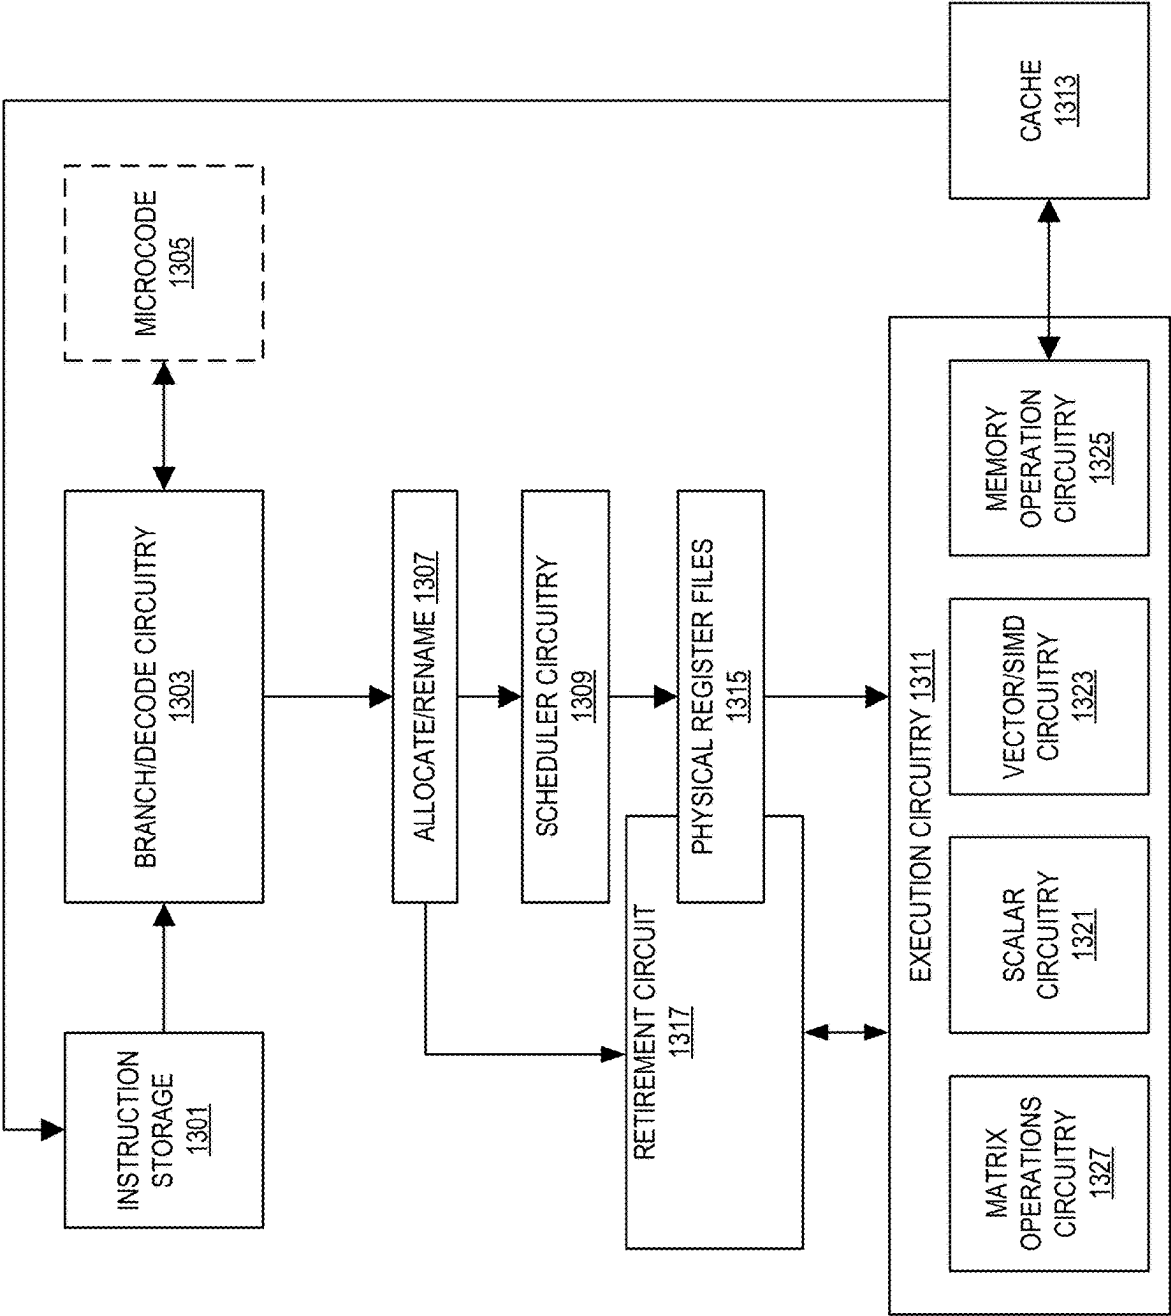 INSTRUCTION
STORAGE
1301
BRANCH/DECODE CIRCUITRY
1303
MICROCODE
1305
ALLOCATE/RENAME 1307
SCHEDULER CIRCUITRY
1309
RETIREMENT CIRCUIT
1317
PHYSICAL REGISTER FILES
1315
EXECUTION CIRCUITRY 1311
MATRIX
OPERATIONS
CIRCUITRY
1327
SCALAR
CIRCUITRY
1321
VECTOR/SIMD
CIRCUITRY
1323
MEMORY
OPERATION
CIRCUITRY
1325
CACHE
1313